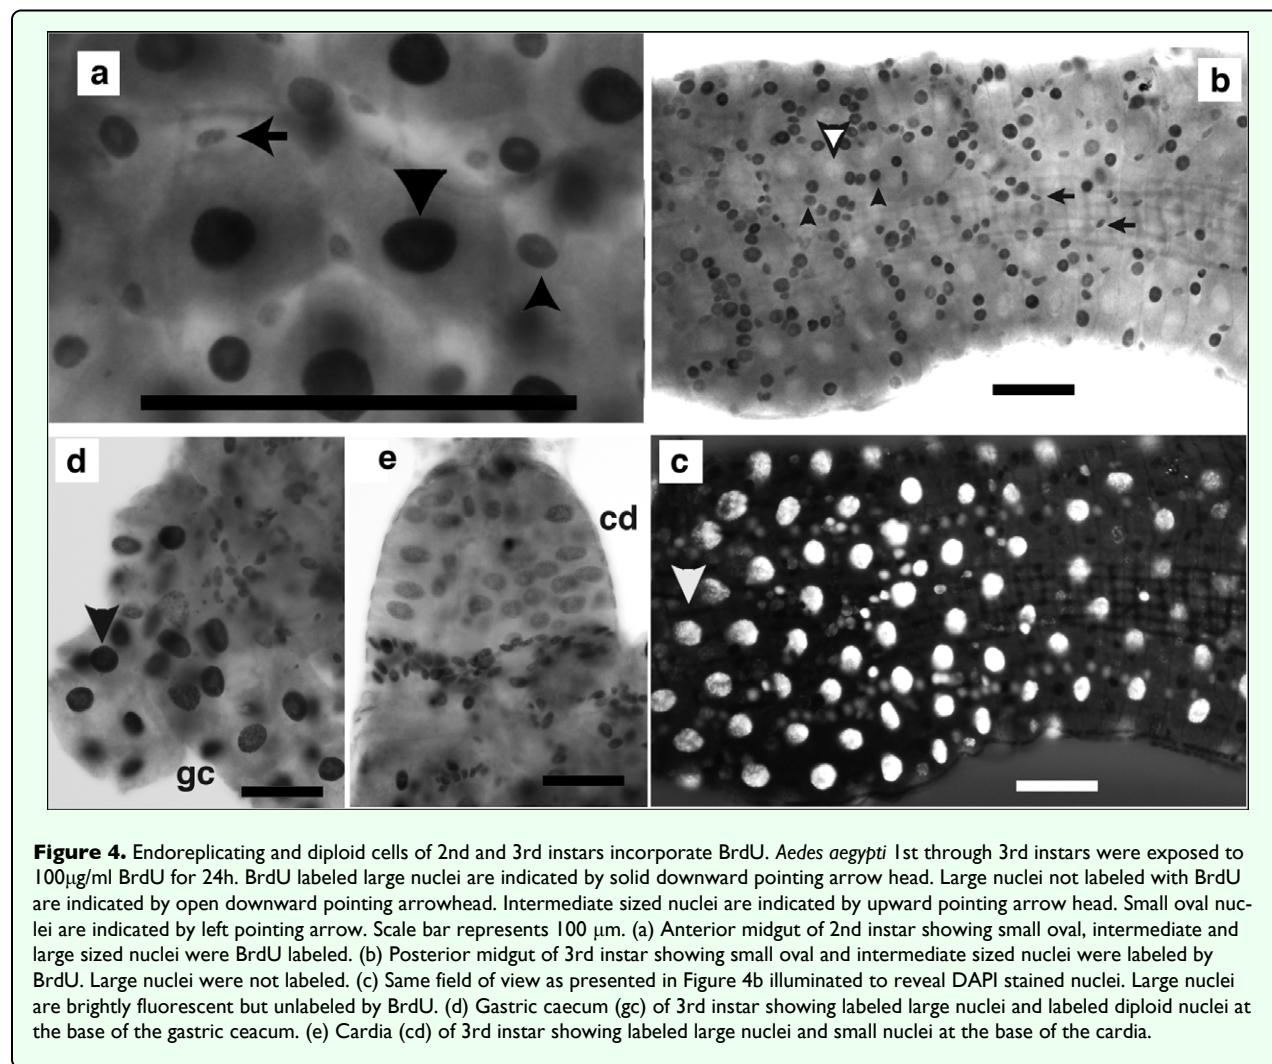 a
b
d
e
c
cd
gc
Figure 4. Endoreplicating and diploid cells of 2nd and 3rd instars incorporate BrdU. Aedes aegypti 1st through 3rd instars were exposed to
100μg/ml BrdU for 24h. BrdU labeled large nuclei are indicated by solid downward pointing arrow head. Large nuclei not labeled with BrdU
are indicated by open downward pointing arrowhead. Intermediate sized nuclei are indicated by upward pointing arrow head. Small oval nuc-
lei are indicated by left pointing arrow. Scale bar represents 100 μm. (a) Anterior midgut of 2nd instar showing small oval, intermediate and
large sized nuclei were BrdU labeled. (b) Posterior midgut of 3rd instar showing small oval and intermediate sized nuclei were labeled by
BrdU. Large nuclei were not labeled. (c) Same field of view as presented in Figure 4b illuminated to reveal DAPI stained nuclei. Large nuclei
are brightly fluorescent but unlabeled by BrdU. (d) Gastric caecum (gc) of 3rd instar showing labeled large nuclei and labeled diploid nuclei at
the base of the gastric ceacum. (e) Cardia (cd) of 3rd instar showing labeled large nuclei and small nuclei at the base of the cardia.